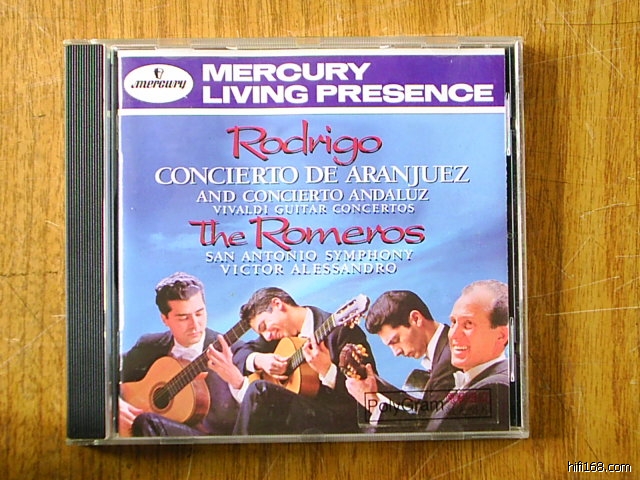 mercury
MERCURY
LIVING PRESENCE
Rodrigo
CONCIERTO DE ARANJUEZ
AND CONCIERTO ANDALUZ
VIVALDI GUITAR CONCERTOS
The Romeros
SAN ANTONIO SYMPHONY
VICTOR ALESSANDRO
PolyGram
hifi168.com